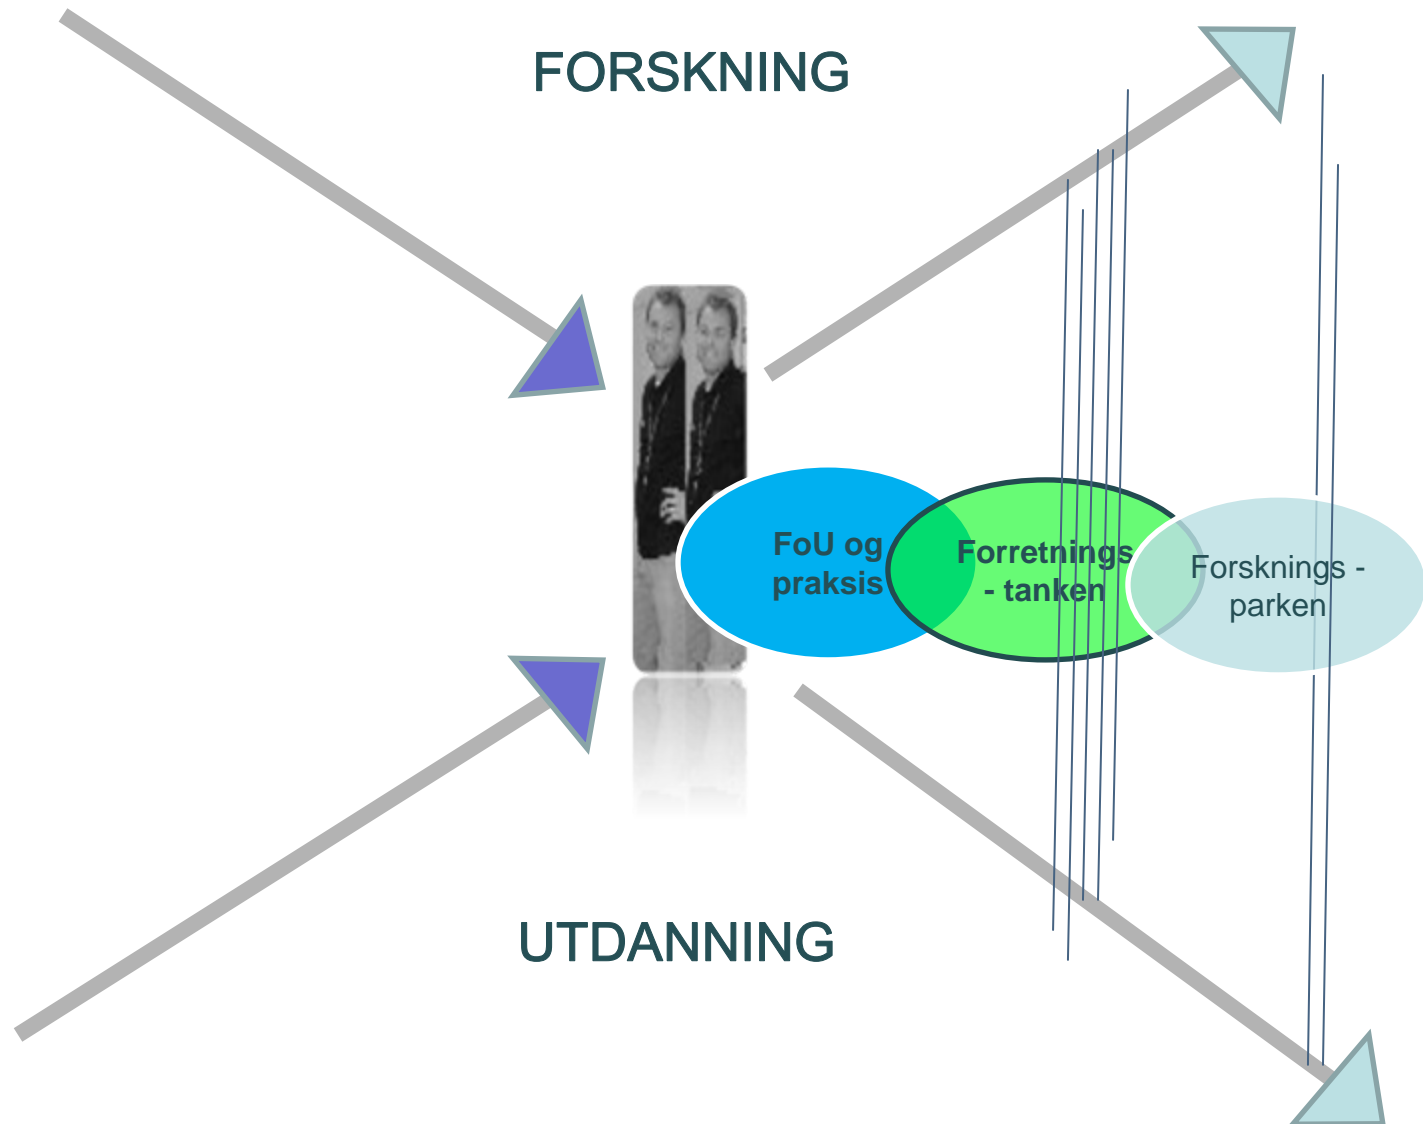 FORSKNING
FoU og
praksis
Forretnings
- tanken
Forsknings -
parken
UTDANNING